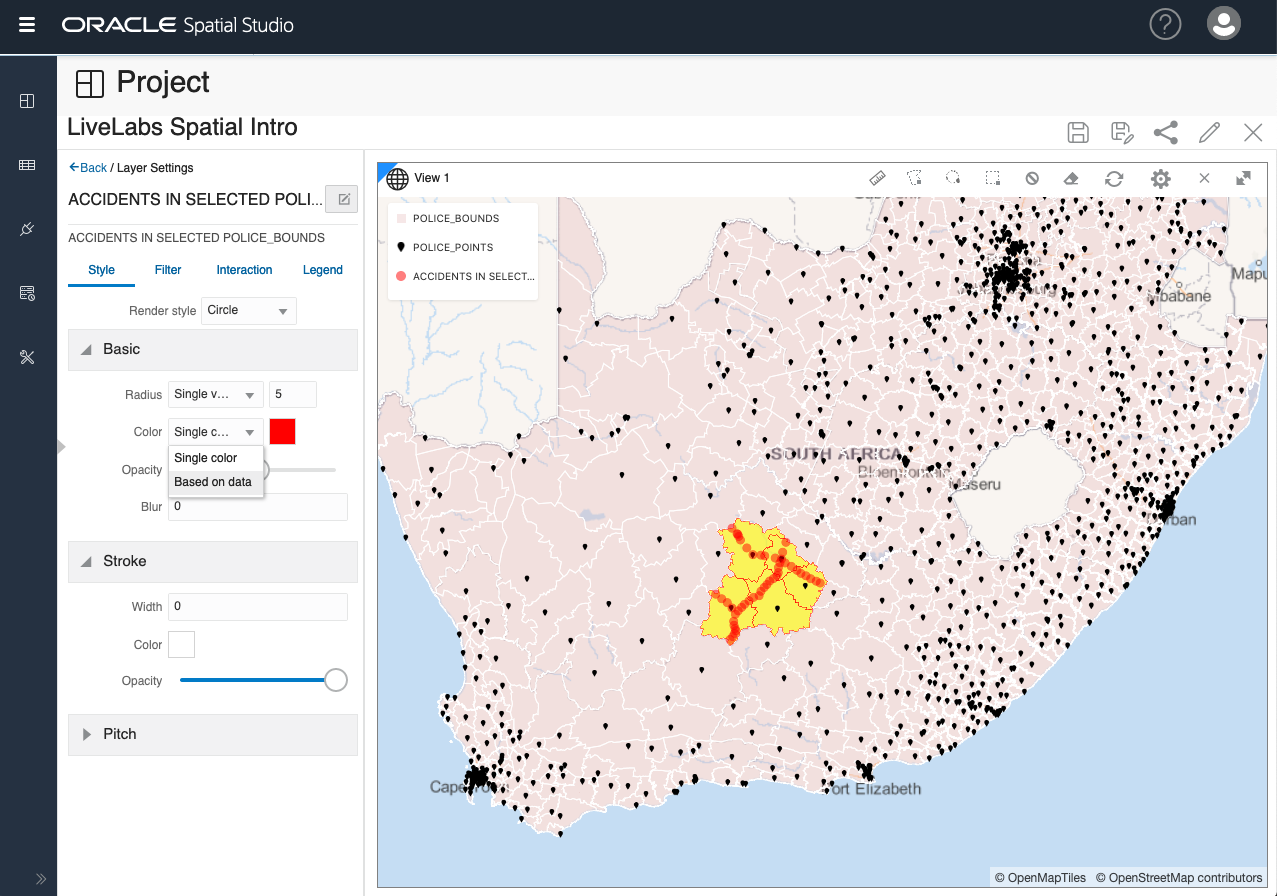 ORACLE Spatial Studio
?
Project
LiveLabs Spatial Intro
Back / Layer Settings
ACCIDENTS IN SELECTED POLI...
ACCIDENTS IN SELECTED POLICE_BOUNDS
Style Filter Interaction Legend
Render style Circle
Basic
Radius Single v... 5
Color Single c...
Single color
Opacity
Based on data
Blur 0
Stroke
Width 0
Color
Opacity
Pitch
View 1
POLICE_BOUNDS
POLICE_POINTS
ACCIDENTS IN SELECT...
Mapu
Mbabane
SOUTH AFRICA
Bloemfontein
Maseru
Durban
Cape Town
Port Elizabeth
© OpenMapTiles © OpenStreetMap contributors